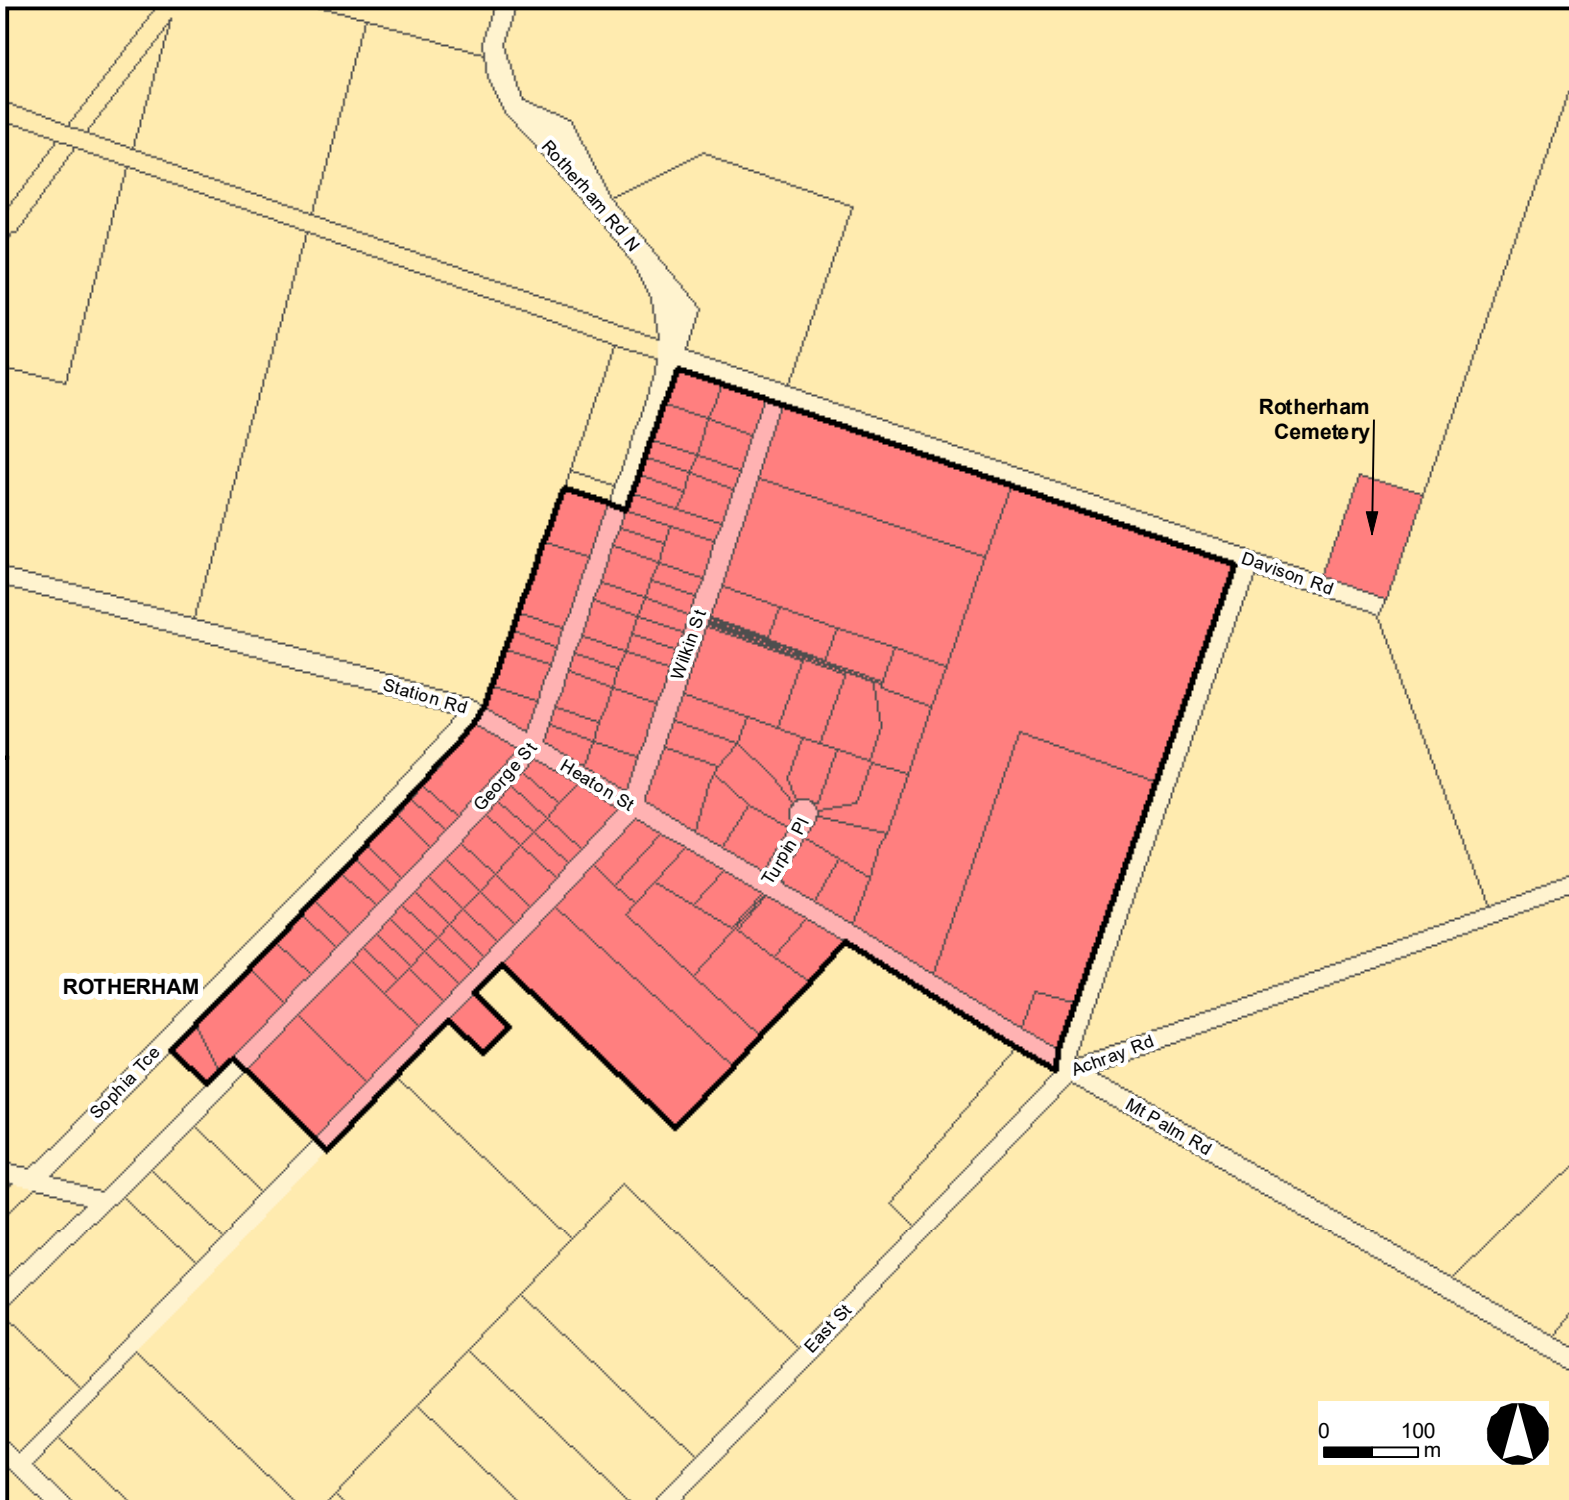 Rotherham Rd N
Rotherham
Cemetery
Davison Rd
Wilkin St
Station Rd
George St
Heaton St
Turpin Pl
ROTHERHAM
Sophia Tce
Achray Rd
Mt Palm Rd
East St
0 100
m